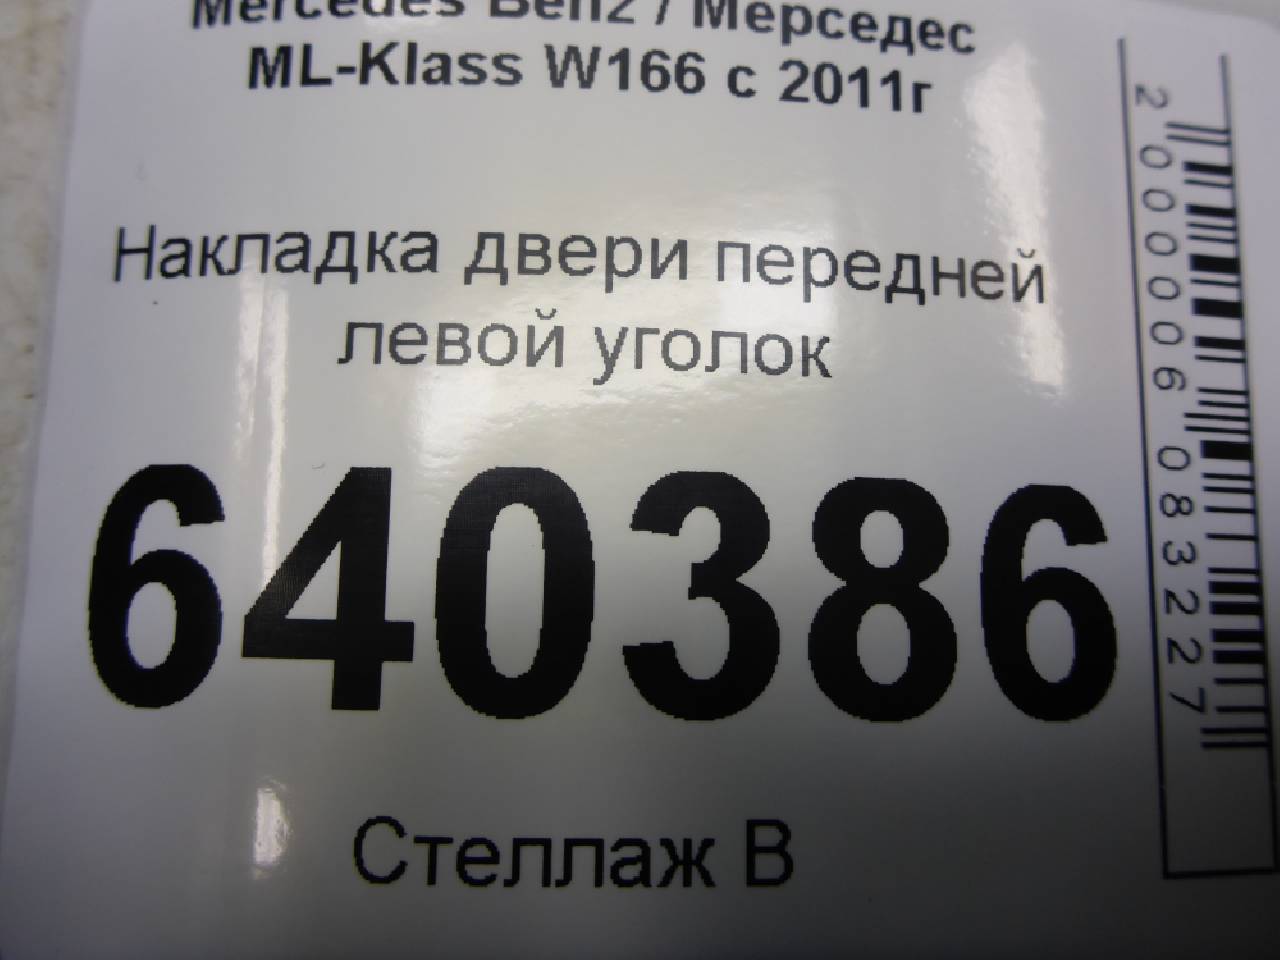 Mercedes Benz / Мерседес
ML-Klass W166 с 2011г
Накладка двери передней
левой уголок
640386
Стеллаж В
2000006083227